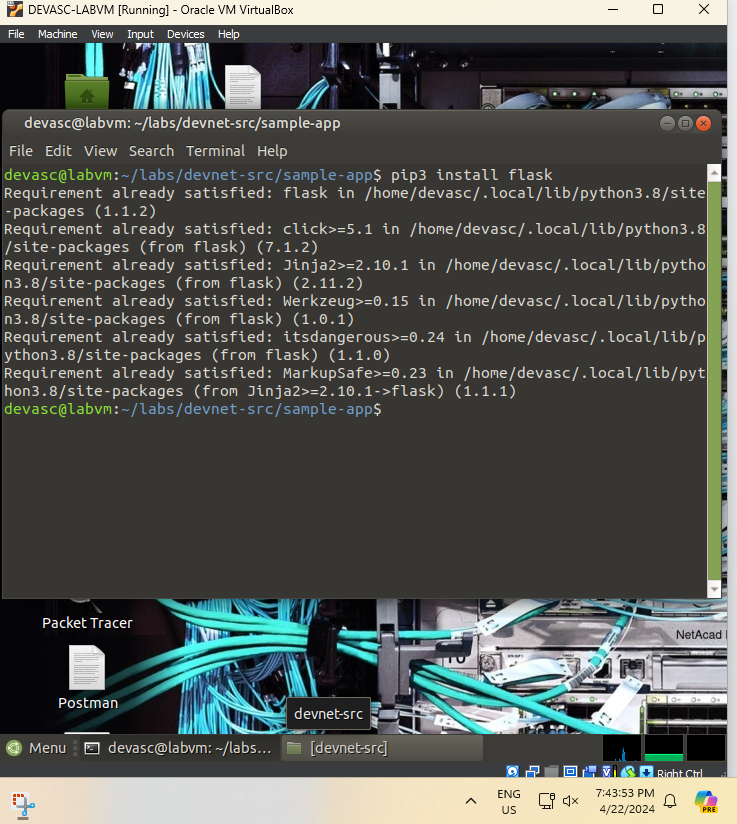 DEVASC-LABVM [Running] - Oracle VM VirtualBox
File Machine View Input Devices Help
devasc@labvm: ~/labs/devnet-src/sample-app
File Edit View Search Terminal Help
devasc@labvm:~/labs/devnet-src/sample-app$ pip3 install flask
Requirement already satisfied: flask in /home/devasc/.local/lib/python3.8/site
-packages (1.1.2)
Requirement already satisfied: click>=5.1 in /home/devasc/.local/lib/python3.8
/site-packages (from flask) (7.1.2)
Requirement already satisfied: Jinja2>=2.10.1 in /home/devasc/.local/lib/pytho
n3.8/site-packages (from flask) (2.11.2)
Requirement already satisfied: Werkzeug>=0.15 in /home/devasc/.local/lib/pytho
n3.8/site-packages (from flask) (1.0.1)
Requirement already satisfied: itsdangerous>=0.24 in /home/devasc/.local/lib/p
ython3.8/site-packages (from flask) (1.1.0)
Requirement already satisfied: MarkupSafe>=0.23 in /home/devasc/.local/lib/pyt
hon3.8/site-packages (from Jinja2>=2.10.1->flask) (1.1.1)
devasc@labvm:~/labs/devnet-src/sample-app$
Packet Tracer
NetAcad
Postman
devnet-src
Menu
devasc@labvm: ~/labs...
[devnet-src]
Right Ctrl
ENG
US
7:43:53 PM
4/22/2024
PRE